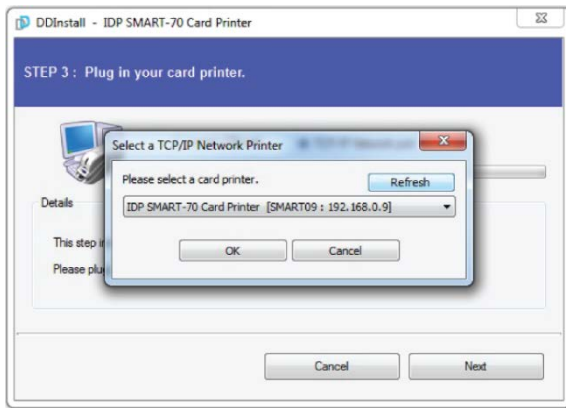 DDInstall - IDP SMART-70 Card Printer
STEP 3 : Plug in your card printer.
Select a TCP/IP Network Printer
Please select a card printer.
Refresh
IDP SMART-70 Card Printer [SMART09 : 192.168.0.9]
OK
Cancel
Details
This step
Please
Cancel
Next